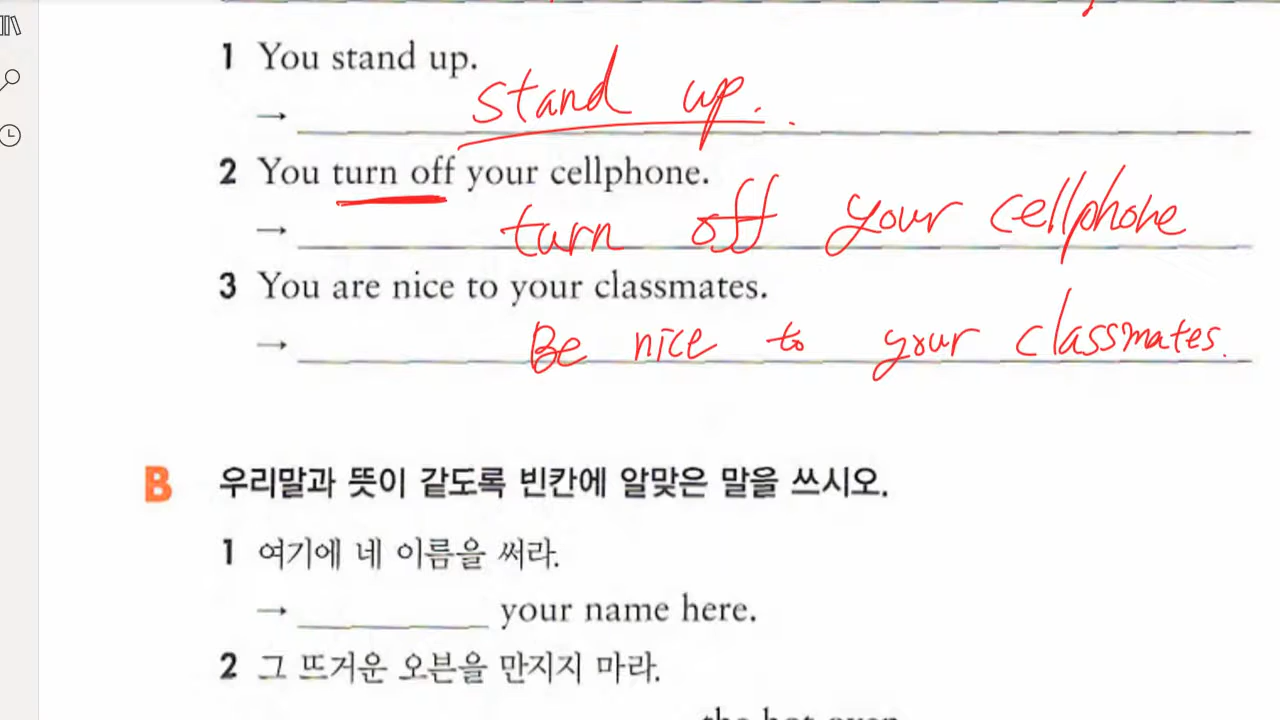 1 You stand up.
→ stand up.
2 You turn off your cellphone.
→ turn off your cellphone
3 You are nice to your classmates.
→ Be nice to your classmates.
B 우리말과 뜻이 같도록 빈칸에 알맞은 말을 쓰시오.
1 여기에 네 이름을 써라.
→ ________ your name here.
2 그 뜨거운 오븐을 만지지 마라.
the hot oven